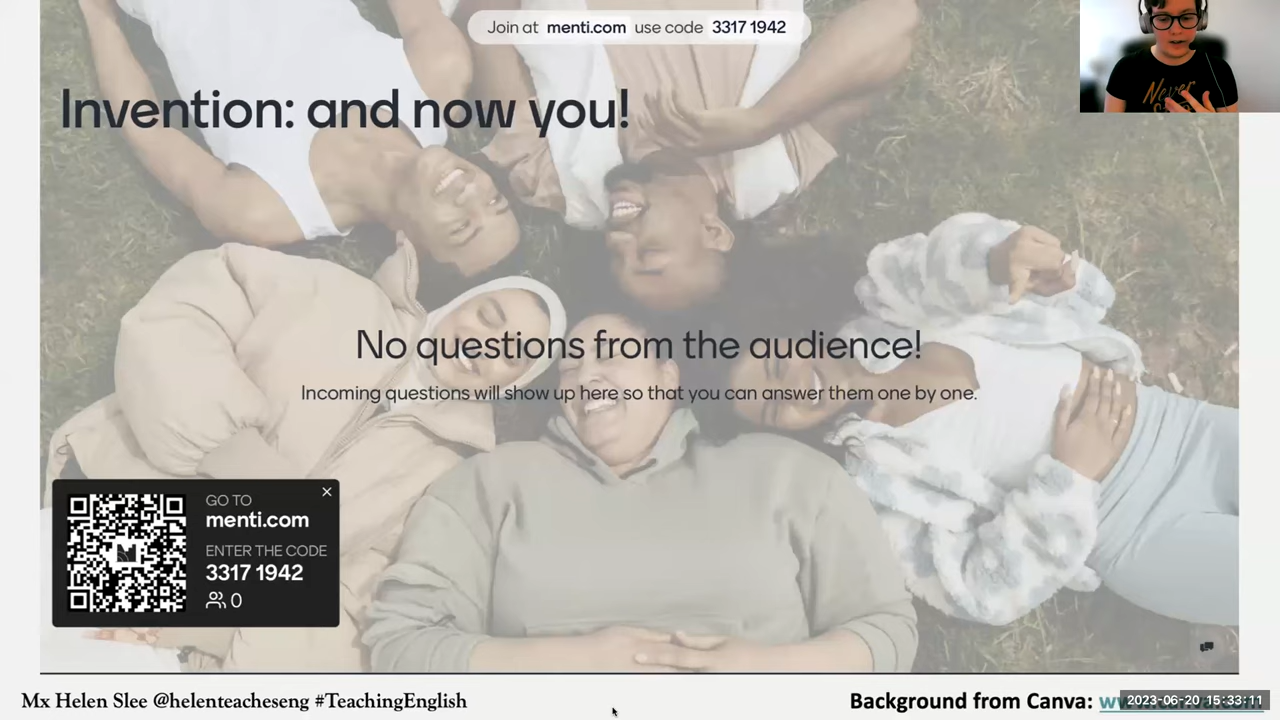 Join at menti.com use code 3317 1942
Invention: and now you!
No questions from the audience!
Incoming questions will show up here so that you can answer them one by one.
GO TO
menti.com
ENTER THE CODE
3317 1942
0
Never
Mx Helen Slee @helenteacheseng #TeachingEnglish
Background from Canva:
2023-06-20 15:33:11